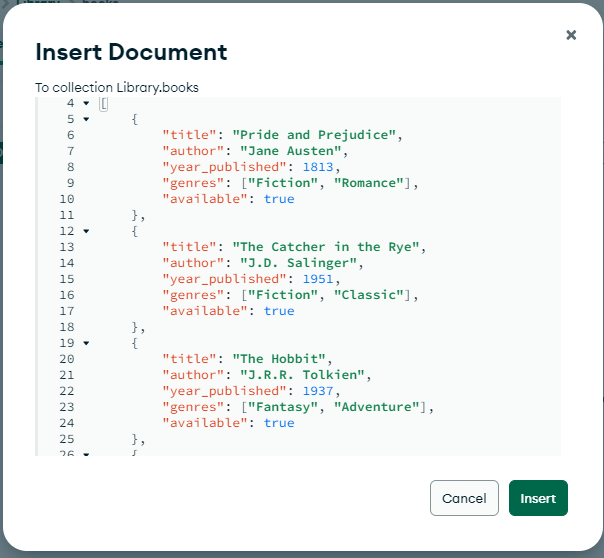 Insert Document
To collection Library.books
4 [
5 {
6 "title": "Pride and Prejudice",
7 "author": "Jane Austen",
8 "year_published": 1813,
9 "genres": ["Fiction", "Romance"],
10 "available": true
11 },
12 {
13 "title": "The Catcher in the Rye",
14 "author": "J.D. Salinger",
15 "year_published": 1951,
16 "genres": ["Fiction", "Classic"],
17 "available": true
18 },
19 {
20 "title": "The Hobbit",
21 "author": "J.R.R. Tolkien",
22 "year_published": 1937,
23 "genres": ["Fantasy", "Adventure"],
24 "available": true
25 },
26 {
Cancel Insert